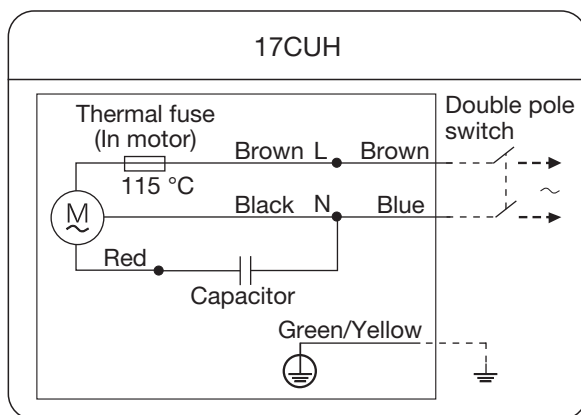 17CUH
Thermal fuse
(In motor)
115 °C
Double pole
switch
Brown L Brown
M
Black N Blue
Red
Capacitor
Green/Yellow